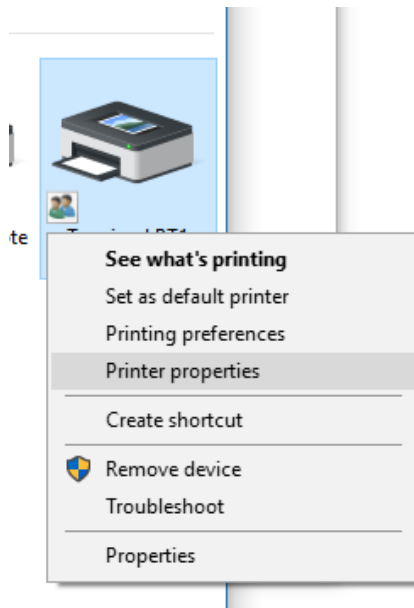 See what's printing
Set as default printer
Printing preferences
Printer properties
Create shortcut
Remove device
Troubleshoot
Properties